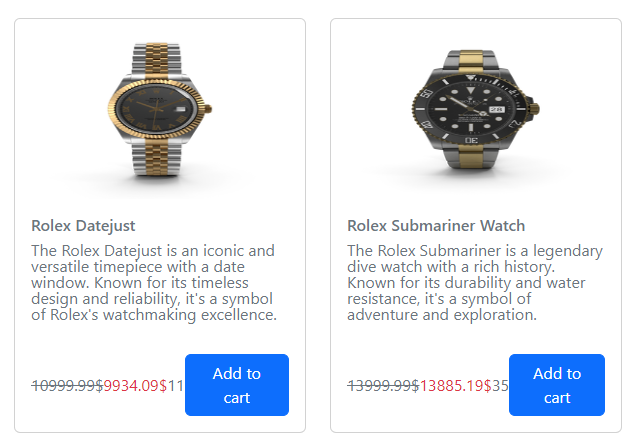 Rolex Datejust
The Rolex Datejust is an iconic and
versatile timepiece with a date
window. Known for its timeless
design and reliability, it's a symbol
of Rolex's watchmaking excellence.
10999.99$9934.09$11
Add to
cart
Rolex Submariner Watch
The Rolex Submariner is a legendary
dive watch with a rich history.
Known for its durability and water
resistance, it's a symbol of
adventure and exploration.
13999.99$13885.19$35
Add to
cart